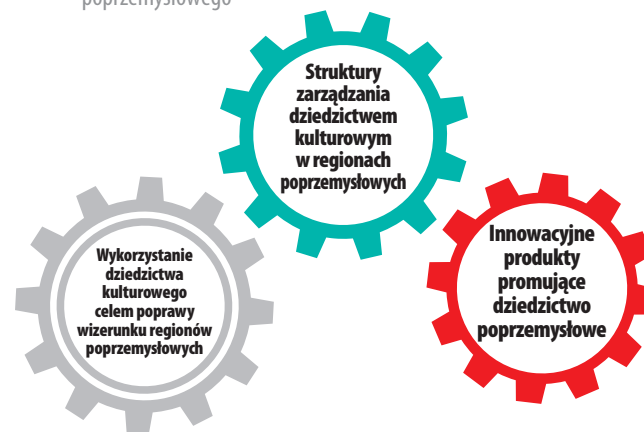 poprzemysłowego
Struktury
zarządzania
dziedzictwem
kulturowym
w regionach
poprzemysłowych
Wykorzystanie
dziedzictwa
kulturowego
celem poprawy
wizerunku regionów
poprzemysłowych
Innowacyjne
produkty
promujące
dziedzictwo
poprzemysłowe